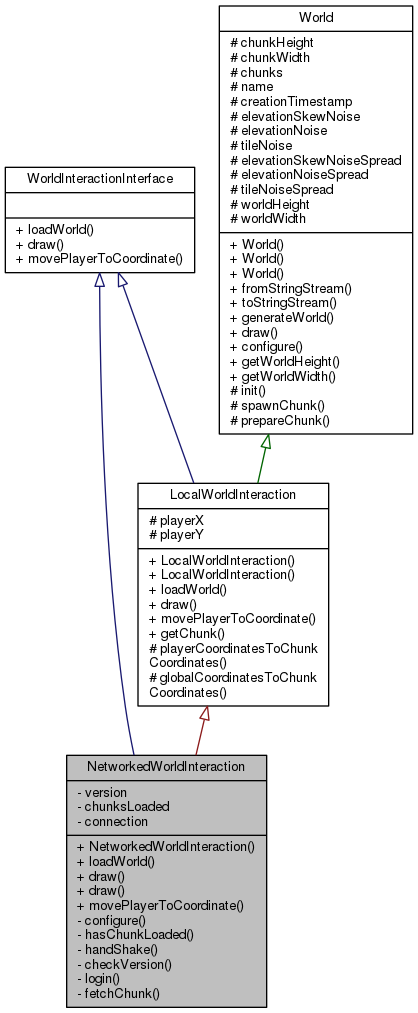 World
# chunkHeight
# chunkWidth
# chunks
# name
# creationTimestamp
# elevationSkewNoise
# elevationNoise
# tileNoise
# elevationSkewNoiseSpread
# elevationNoiseSpread
# tileNoiseSpread
# worldHeight
# worldWidth
+ World()
+ World()
+ World()
+ fromStringStream()
+ toStringStream()
+ generateWorld()
+ draw()
+ configure()
+ getWorldHeight()
+ getWorldWidth()
# init()
# spawnChunk()
# prepareChunk()
WorldInteractionInterface
+ loadWorld()
+ draw()
+ movePlayerToCoordinate()
LocalWorldInteraction
# playerX
# playerY
+ LocalWorldInteraction()
+ LocalWorldInteraction()
+ loadWorld()
+ draw()
+ movePlayerToCoordinate()
+ getChunk()
# playerCoordinatesToChunk
Coordinates()
# globalCoordinatesToChunk
Coordinates()
NetworkedWorldInteraction
- version
- chunksLoaded
- connection
+ NetworkedWorldInteraction()
+ loadWorld()
+ draw()
+ draw()
+ movePlayerToCoordinate()
- configure()
- hasChunkLoaded()
- handShake()
- checkVersion()
- login()
- fetchChunk()